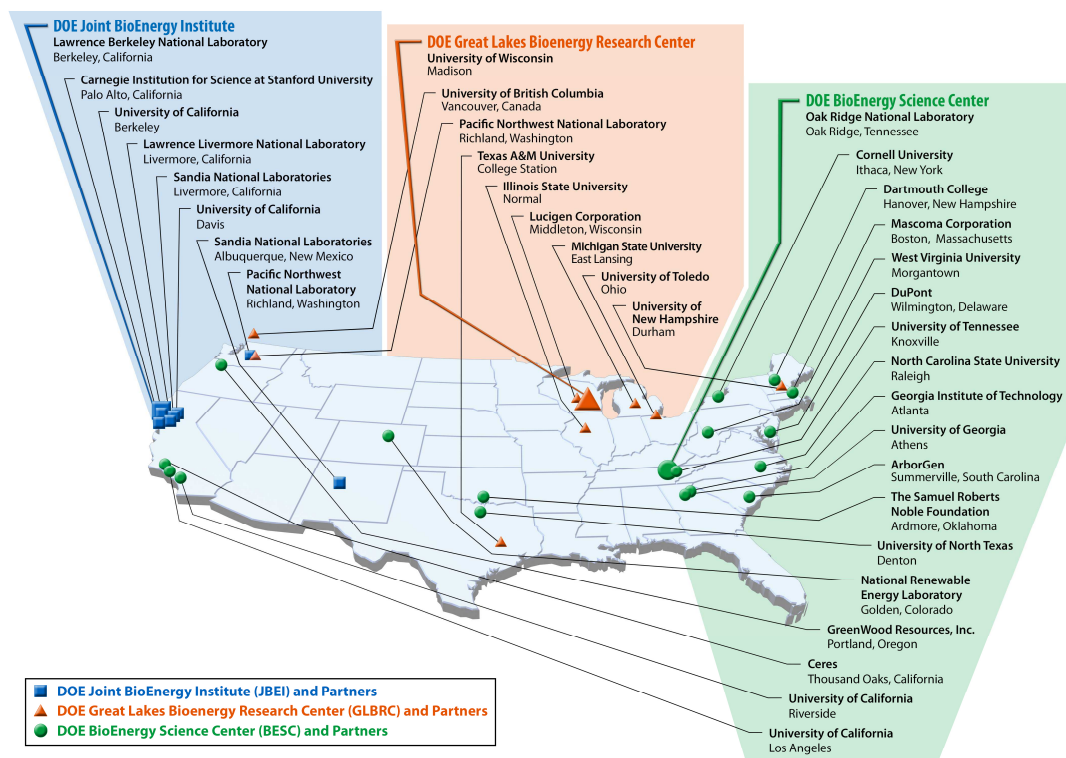 DOE Joint BioEnergy Institute
Lawrence Berkeley National Laboratory
Berkeley, California
Carnegie Institution for Science at Stanford University
Palo Alto, California
University of California
Berkeley
Lawrence Livermore National Laboratory
Livermore, California
Sandia National Laboratories
Livermore, California
University of California
Davis
Sandia National Laboratories
Albuquerque, New Mexico
Pacific Northwest
National Laboratory
Richland, Washington
DOE Great Lakes Bioenergy Research Center
University of Wisconsin
Madison
University of British Columbia
Vancouver, Canada
Pacific Northwest National Laboratory
Richland, Washington
Texas A&M University
College Station
Illinois State University
Normal
Lucigen Corporation
Middleton, Wisconsin
Michigan State University
East Lansing
University of Toledo
Ohio
University of
New Hampshire
Durham
DOE BioEnergy Science Center
Oak Ridge National Laboratory
Oak Ridge, Tennessee
Cornell University
Ithaca, New York
Dartmouth College
Hanover, New Hampshire
Mascoma Corporation
Boston, Massachusetts
West Virginia University
Morgantown
DuPont
Wilmington, Delaware
University of Tennessee
Knoxville
North Carolina State University
Raleigh
Georgia Institute of Technology
Atlanta
University of Georgia
Athens
ArborGen
Summerville, South Carolina
The Samuel Roberts
Noble Foundation
Ardmore, Oklahoma
University of North Texas
Denton
National Renewable
Energy Laboratory
Golden, Colorado
GreenWood Resources, Inc.
Portland, Oregon
Ceres
Thousand Oaks, California
University of California
Riverside
University of California
Los Angeles
DOE Joint BioEnergy Institute (JBEI) and Partners
DOE Great Lakes Bioenergy Research Center (GLBRC) and Partners
DOE BioEnergy Science Center (BESC) and Partners